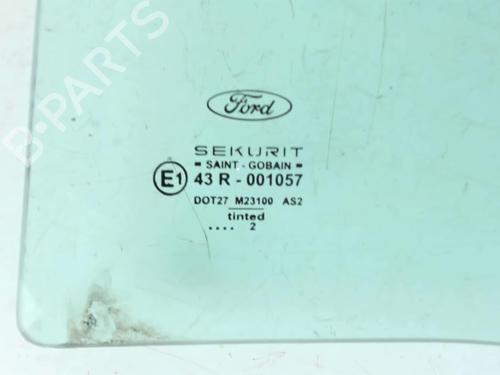 B-PARTS
Ford
SEKURIT
= SAINT - GOBAIN =
E1 43 R - 001057
DOT27 M23100 AS2
tinted
.... 2